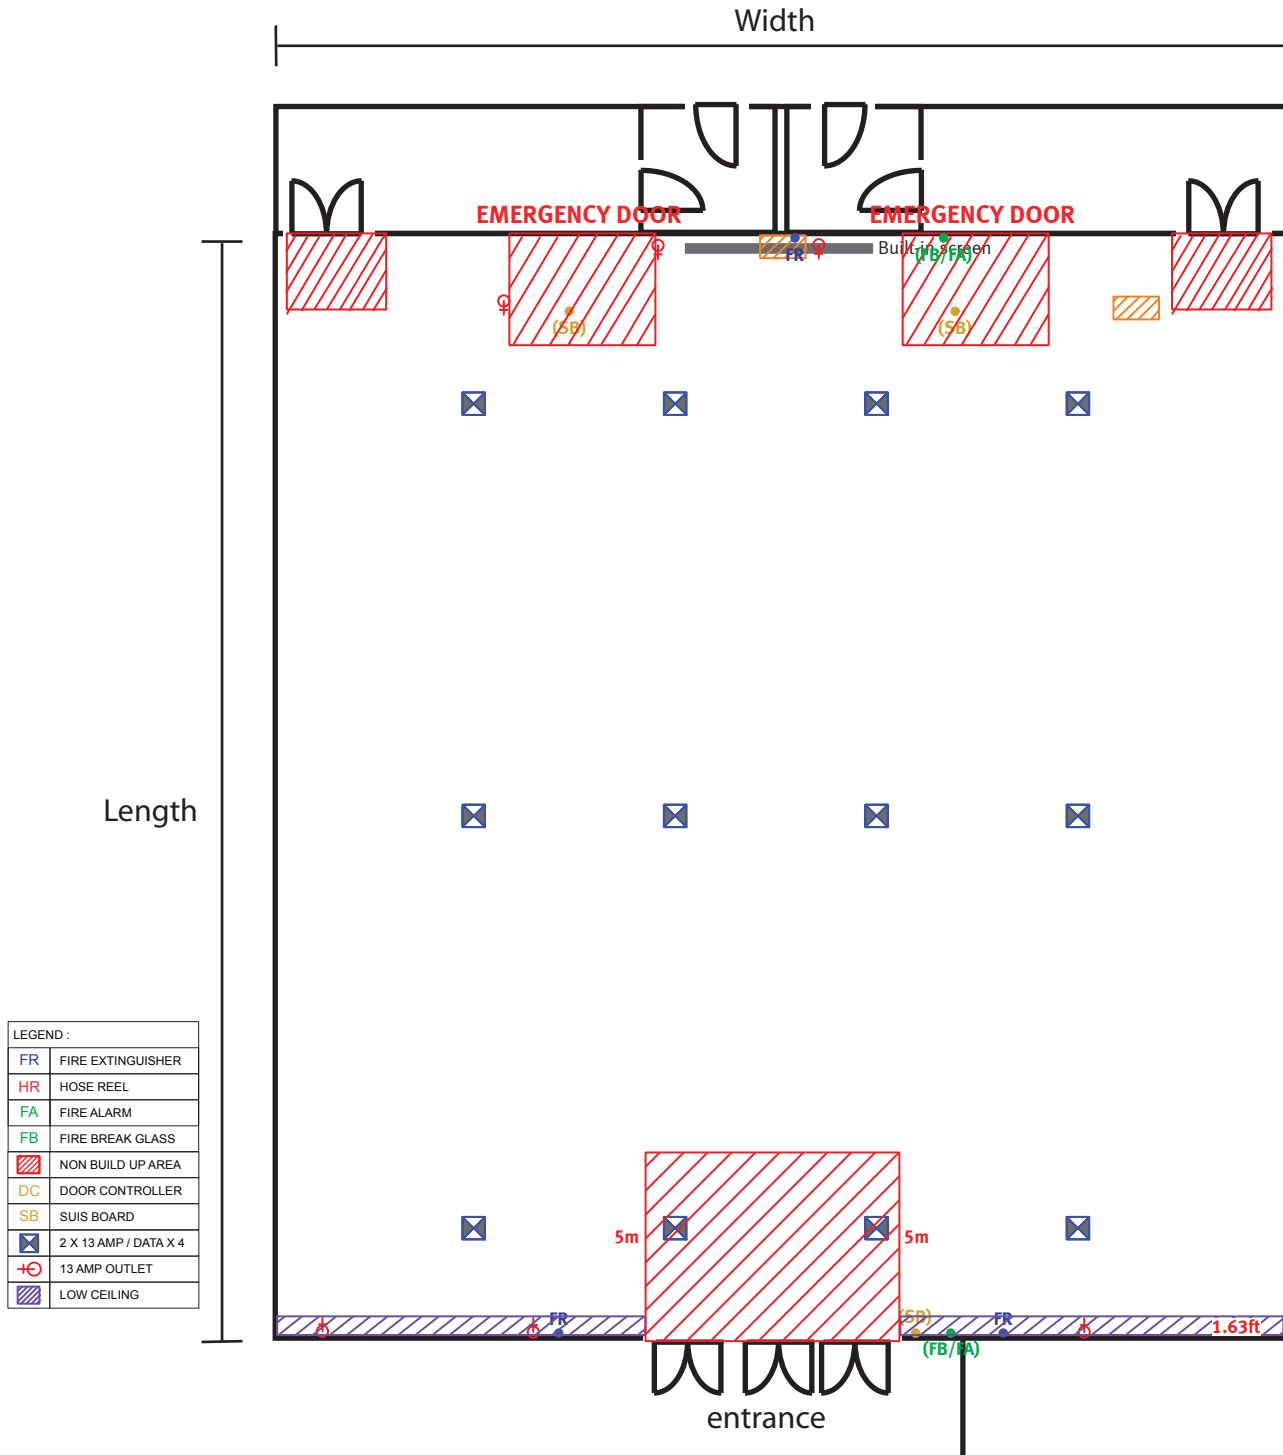 Width
EMERGENCY DOOR
EMERGENCY DOOR
FR
Built-in screen
(FB/FA)
(SB)
(SB)
Length
LEGEND :
FR FIRE EXTINGUISHER
HR HOSE REEL
FA FIRE ALARM
FB FIRE BREAK GLASS
NON BUILD UP AREA
DC DOOR CONTROLLER
SB SUIS BOARD
2 X 13 AMP / DATA X 4
13 AMP OUTLET
LOW CEILING
5m
5m
FR
(SB)
FR
1.63ft
(FB/FA)
entrance